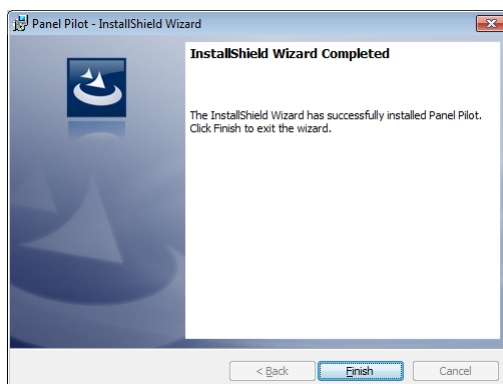 Panel Pilot - InstallShield Wizard
InstallShield Wizard Completed
The InstallShield Wizard has successfully installed Panel Pilot.
Click Finish to exit the wizard.
< Back
Finish
Cancel